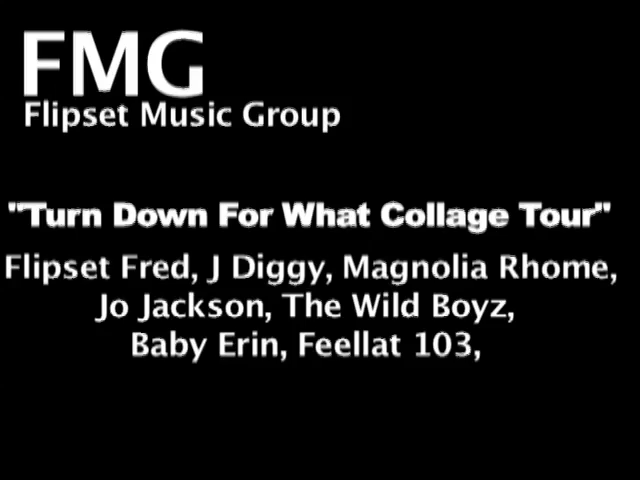 FMG
Flipset Music Group
"Turn Down For What Collage Tour"
Flipset Fred, J Diggy, Magnolia Rhome,
Jo Jackson, The Wild Boyz,
Baby Erin, Feellat 103,